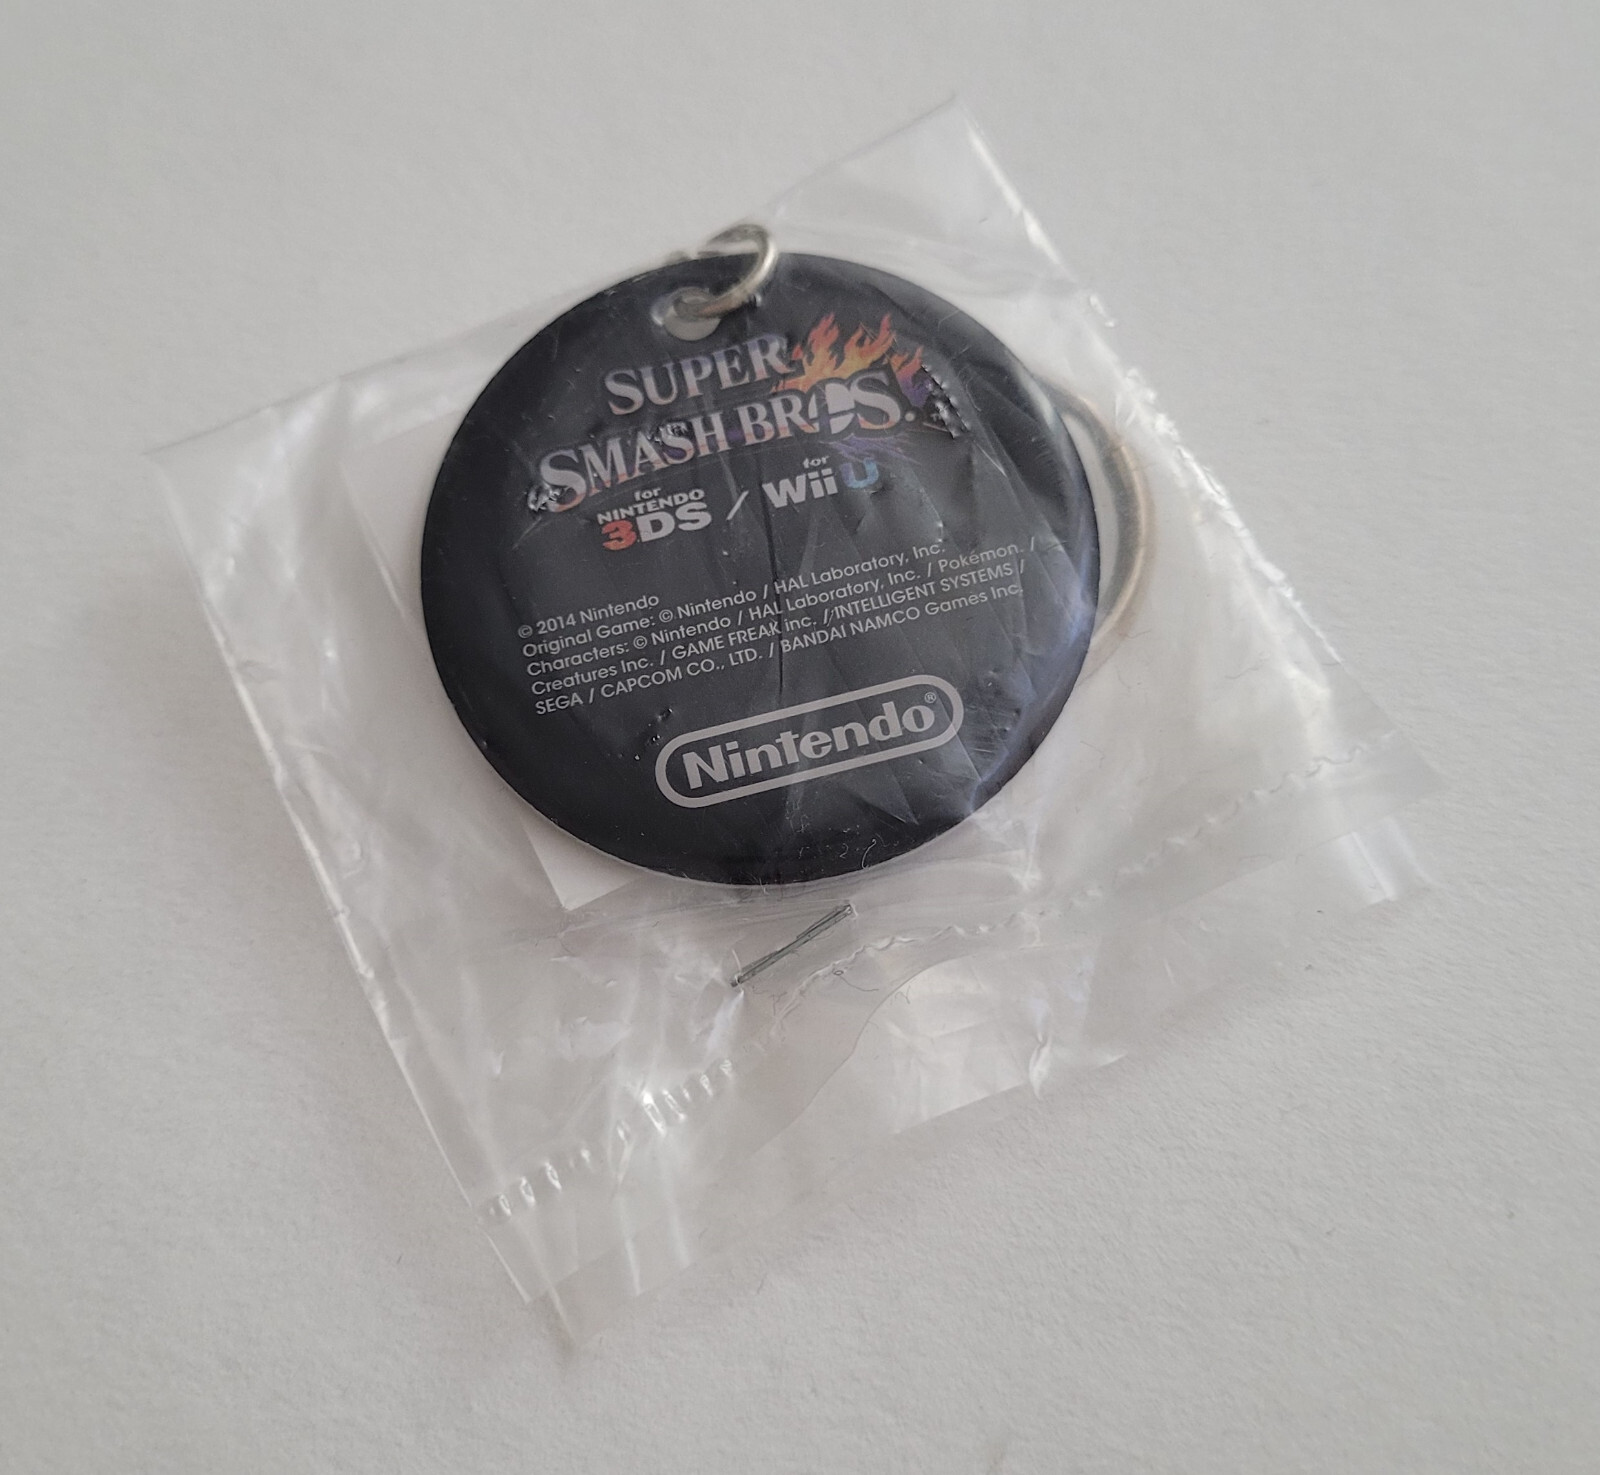 SUPER
SMASH BROS.
for NINTENDO 3DS / for Wii U
© 2014 Nintendo
Original Game: © Nintendo / HAL Laboratory, Inc.
Characters: © Nintendo / HAL Laboratory, Inc. / Pokémon. /
Creatures Inc. / GAME FREAK inc. / INTELLIGENT SYSTEMS /
SEGA / CAPCOM CO., LTD. / BANDAI NAMCO Games Inc.
Nintendo®